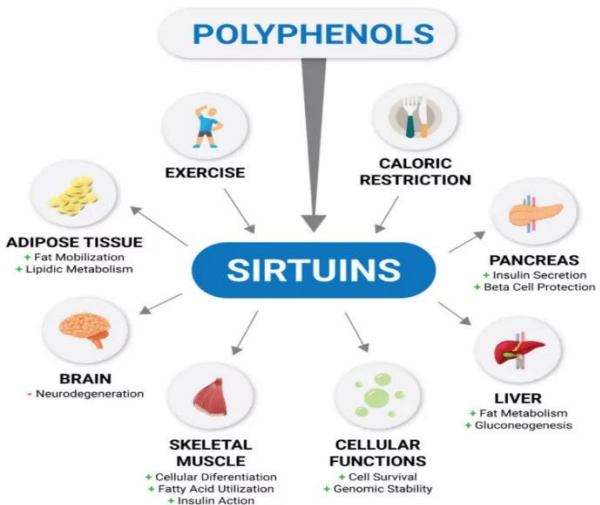 POLYPHENOLS
EXERCISE
CALORIC
RESTRICTION
ADIPOSE TISSUE
+ Fat Mobilization
+ Lipidic Metabolism
SIRTUINS
PANCREAS
+ Insulin Secretion
+ Beta Cell Protection
BRAIN
- Neurodegeneration
SKELETAL
MUSCLE
+ Cellular Diferentiation
+ Fatty Acid Utilization
+ Insulin Action
CELLULAR
FUNCTIONS
+ Cell Survival
+ Genomic Stability
LIVER
+ Fat Metabolism
+ Gluconeogenesis